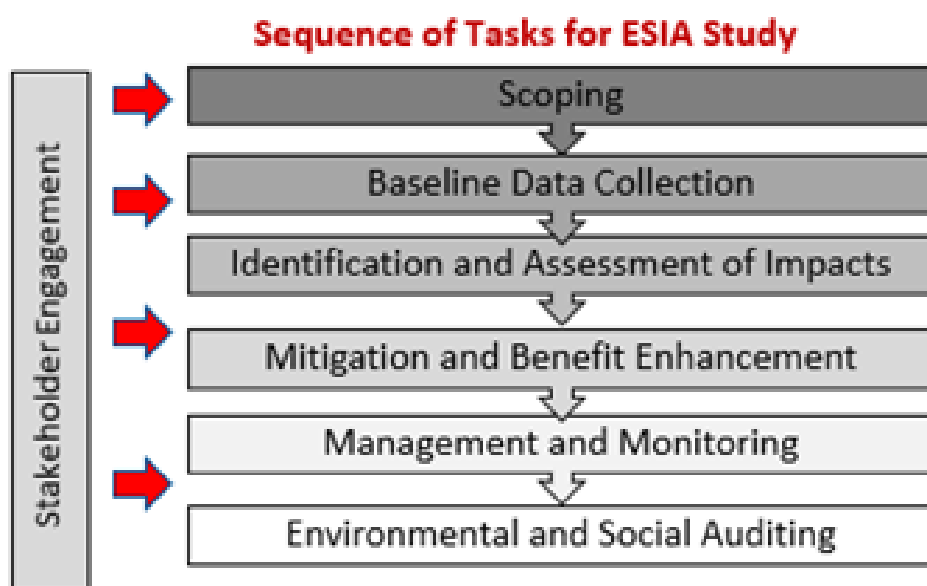 Sequence of Tasks for ESIA Study
Stakeholder Engagement
Scoping
Baseline Data Collection
Identification and Assessment of Impacts
Mitigation and Benefit Enhancement
Management and Monitoring
Environmental and Social Auditing